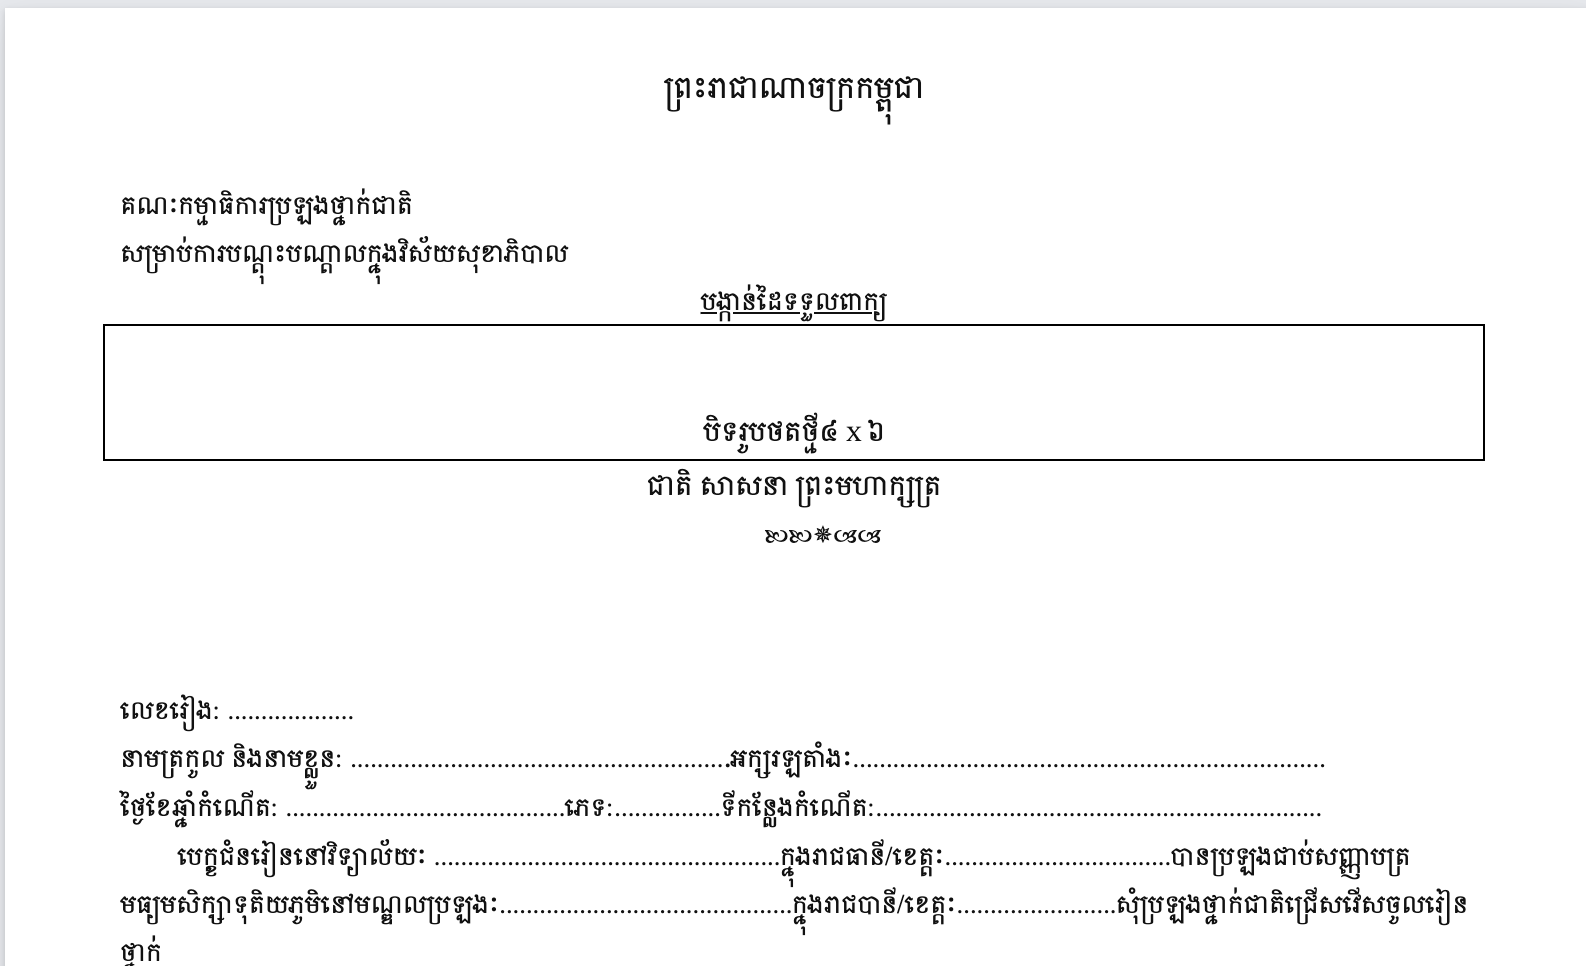 ព្រះរាជាណាចក្រកម្ពុជា
គណៈកម្មាធិការប្រឡងថ្នាក់ជាតិ
សម្រាប់ការបណ្តុះបណ្តាលក្នុងវិស័យសុខាភិបាល
បង្កាន់ដៃទទួលពាក្យ
បិទរូបថតថ្មី៤ x ៦
ជាតិ សាសនា ព្រះមហាក្សត្រ
លេខរៀង: ...................
នាមត្រកូល និងនាមខ្លួន: .........................................................អក្សរឡតាំងៈ.......................................................................
ថ្ងៃខែឆ្នាំកំណើត: ..........................................ភេទ:................ទីកន្លែងកំណើត:...................................................................
បេក្ខជំនរៀននៅវិទ្យាល័យៈ ....................................................ក្នុងរាជធានី/ខេត្តៈ..................................បានប្រឡងជាប់សញ្ញាបត្រ
មធ្យមសិក្សាទុតិយភូមិនៅមណ្ឌលប្រឡងៈ............................................ក្នុងរាជបានី/ខេត្តៈ........................សុំប្រឡងថ្នាក់ជាតិជ្រើសរើសចូលរៀន
ថ្នាក់